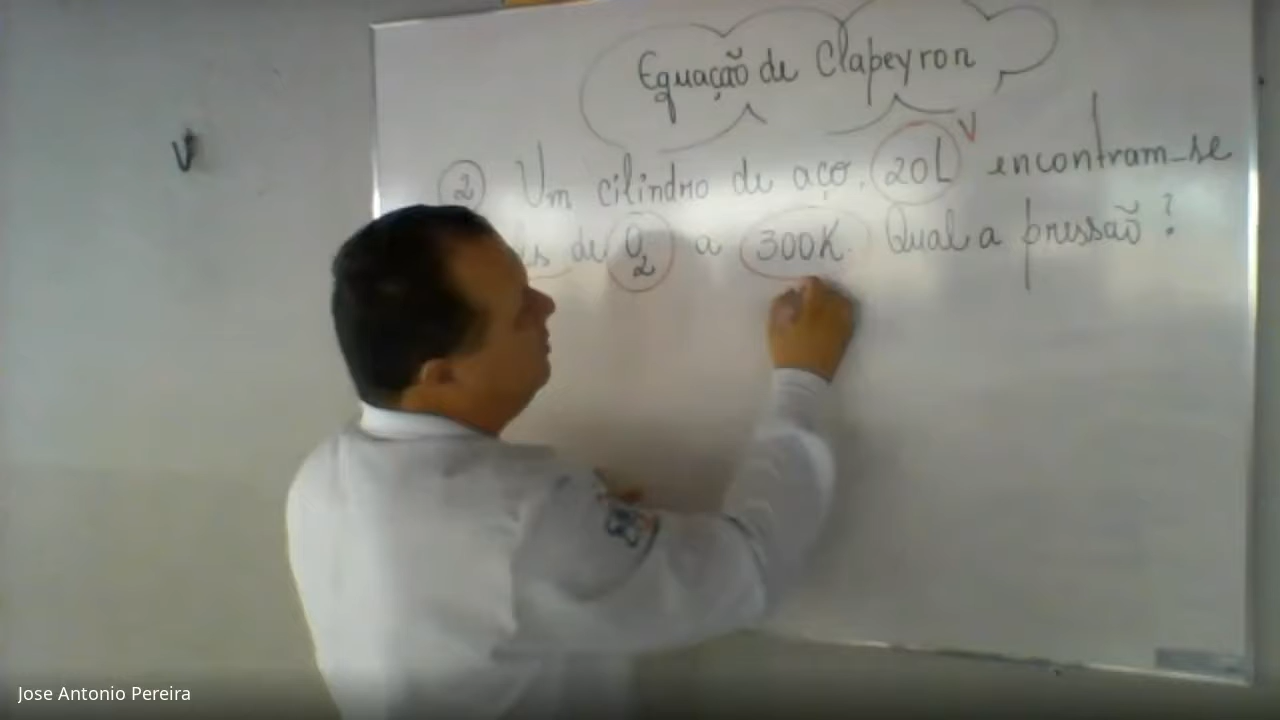 Equação de Clapeyron
V
② Um cilindro de aço, 20L encontram-se
de O₂ a 300K. Qual a pressão?
Jose Antonio Pereira